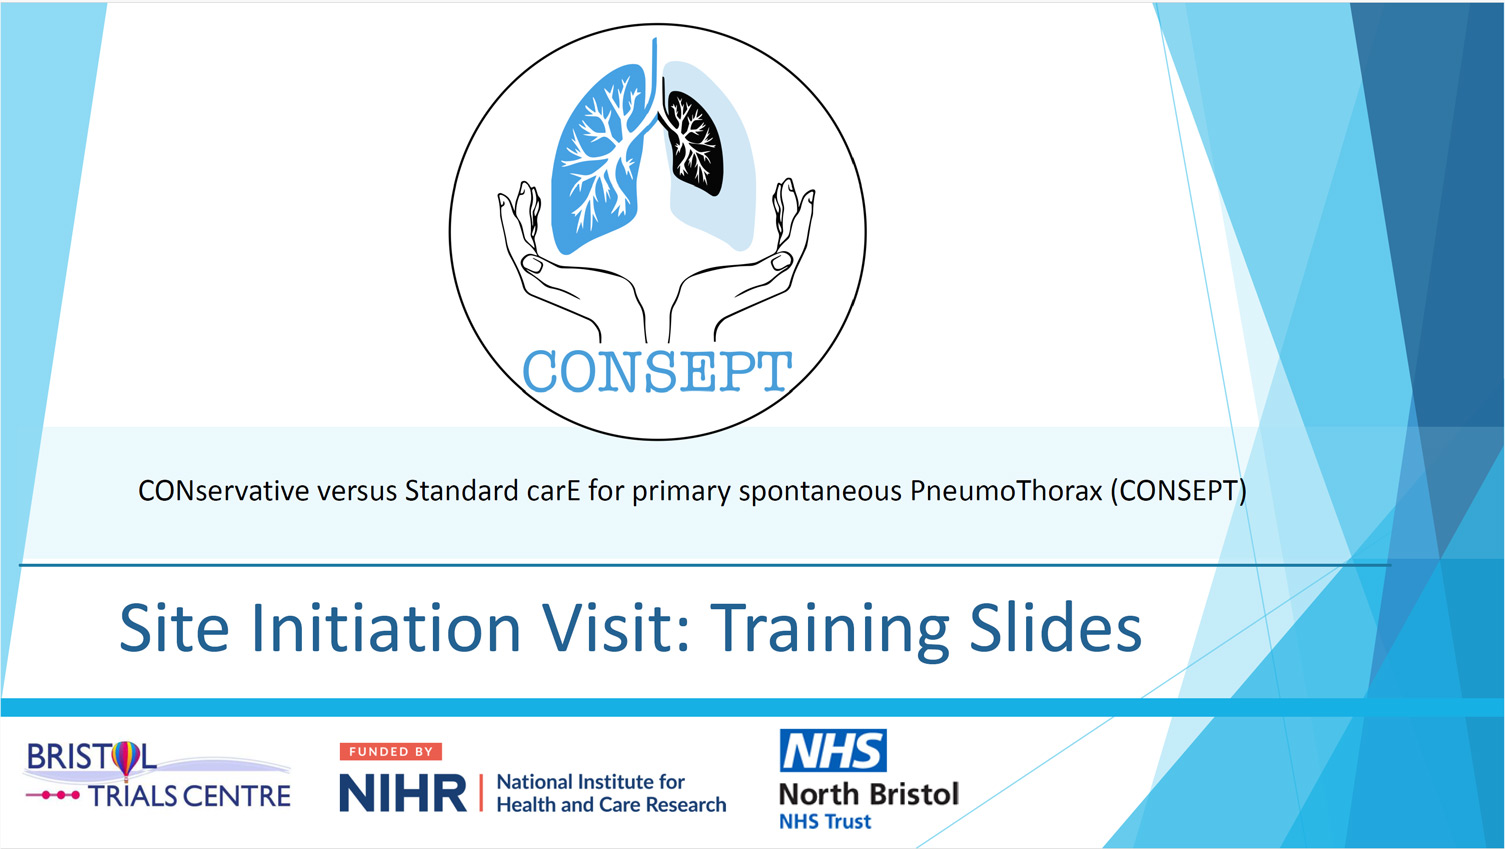 CONSEPT
CONservative versus Standard carE for primary spontaneous PneumoThorax (CONSEPT)
Site Initiation Visit: Training Slides
BRISTOL
TRIALS CENTRE
FUNDED BY
NIHR
National Institute for
Health and Care Research
NHS
North Bristol
NHS Trust